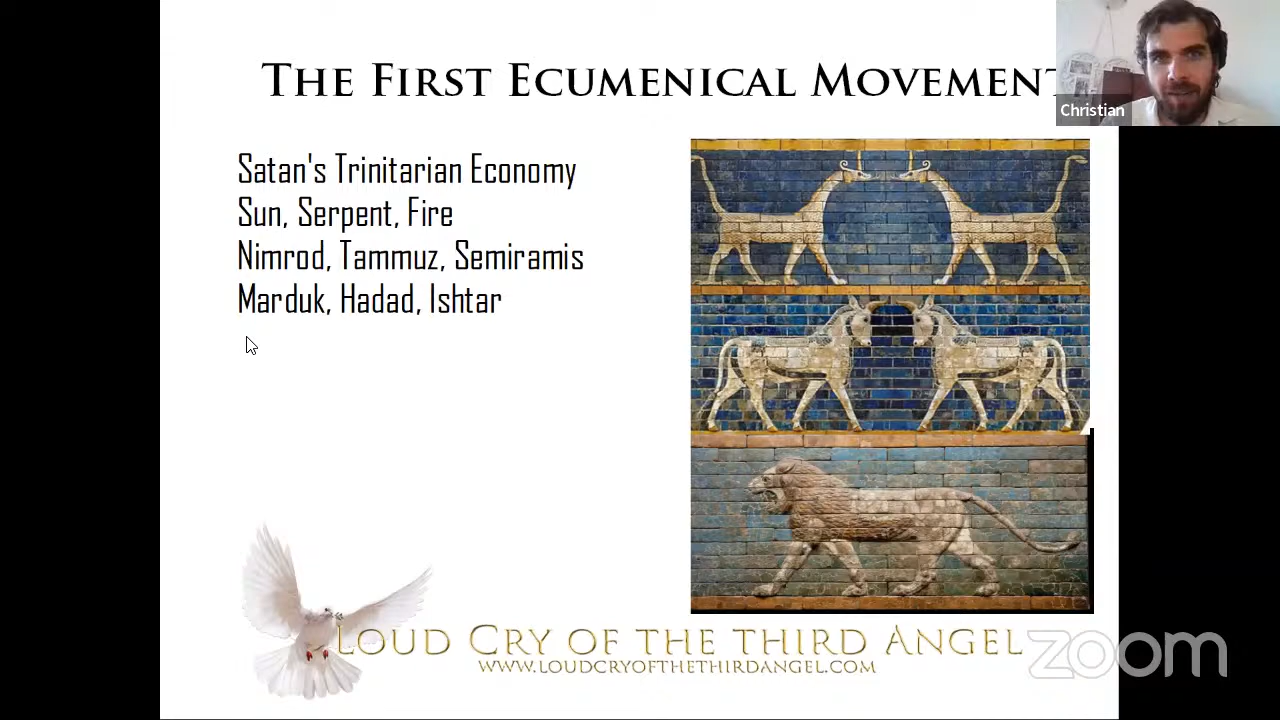 THE FIRST ECUMENICAL MOVEMENT
Christian
Satan's Trinitarian Economy
Sun, Serpent, Fire
Nimrod, Tammuz, Semiramis
Marduk, Hadad, Ishtar
LOUD CRY OF THE THIRD ANGEL
WWW.LOUDCRYOFTHETHIRDANGEL.COM
zoom